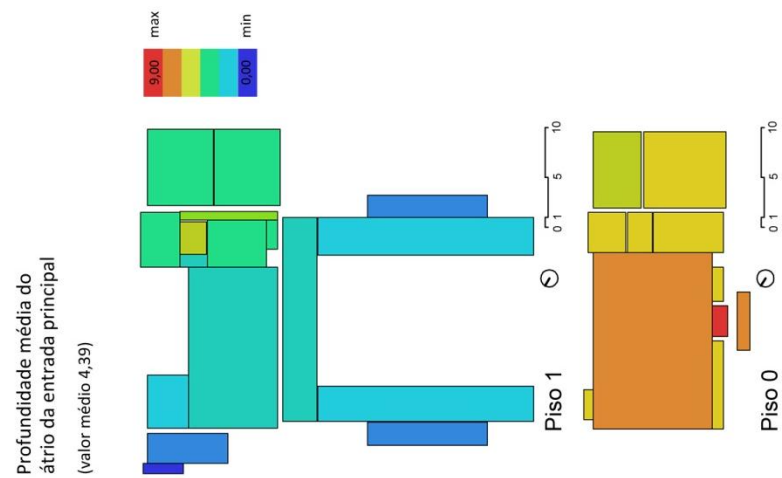 Profundidade média do
átrio da entrada principal
(valor médio 4,39)
max
9,00
0,00
min
Piso 1
0 1 5 10
Piso 0
0 1 5 10